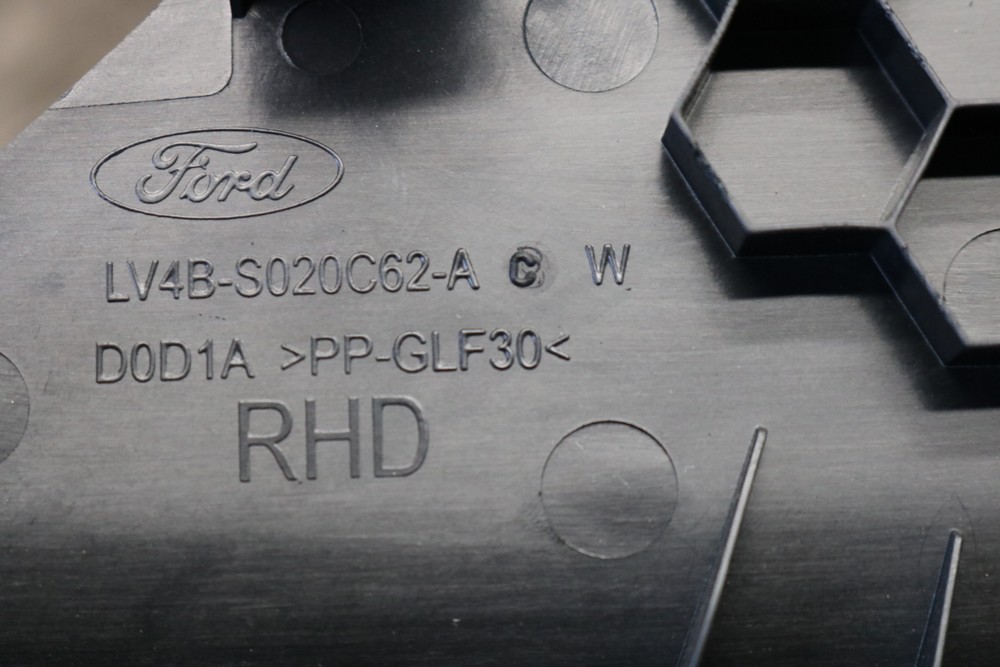 Ford
LV4B-S020C62-A C W
D0D1A >PP-GLF30<
RHD